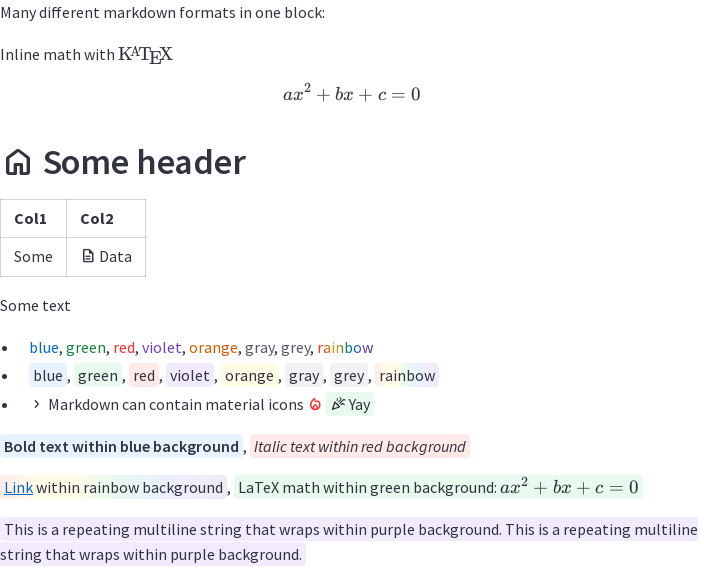 Many different markdown formats in one block:
Inline math with KATEX
ax² + bx + c = 0
Some header
Col1 Col2
Some Data
Some text
blue, green, red, violet, orange, gray, grey, rainbow
blue , green , red , violet , orange , gray , grey , rainbow
Markdown can contain material icons Yay
Bold text within blue background , Italic text within red background
Link within rainbow background , LaTeX math within green background: ax² + bx + c = 0
This is a repeating multiline string that wraps within purple background. This is a repeating multiline
string that wraps within purple background.